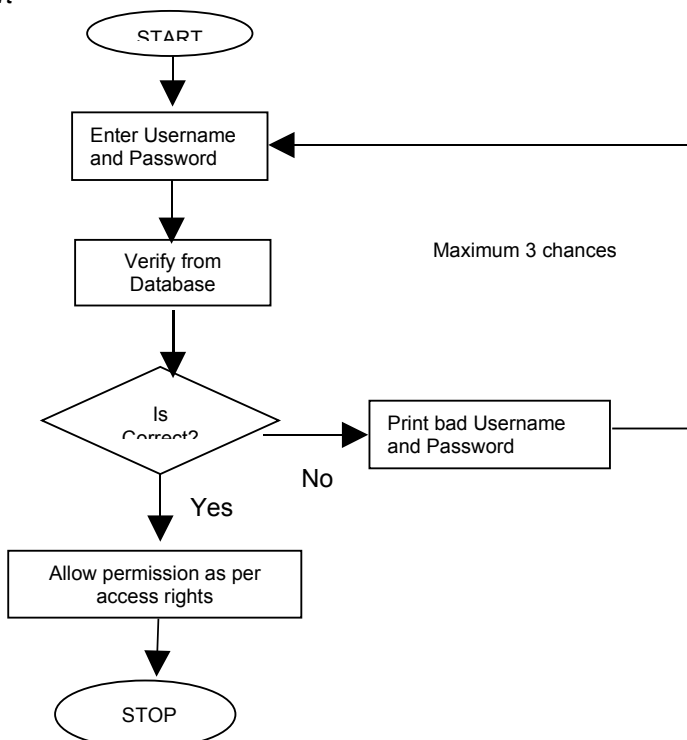 START
Enter Username
and Password
Verify from
Database
Maximum 3 chances
Is
Correct?
Print bad Username
and Password
No
Yes
Allow permission as per
access rights
STOP